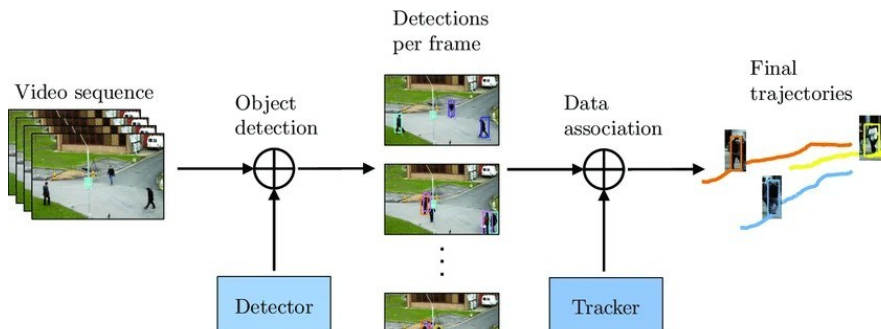 Video sequence
Object
detection
Detector
Detections
per frame
Data
association
Tracker
Final
trajectories